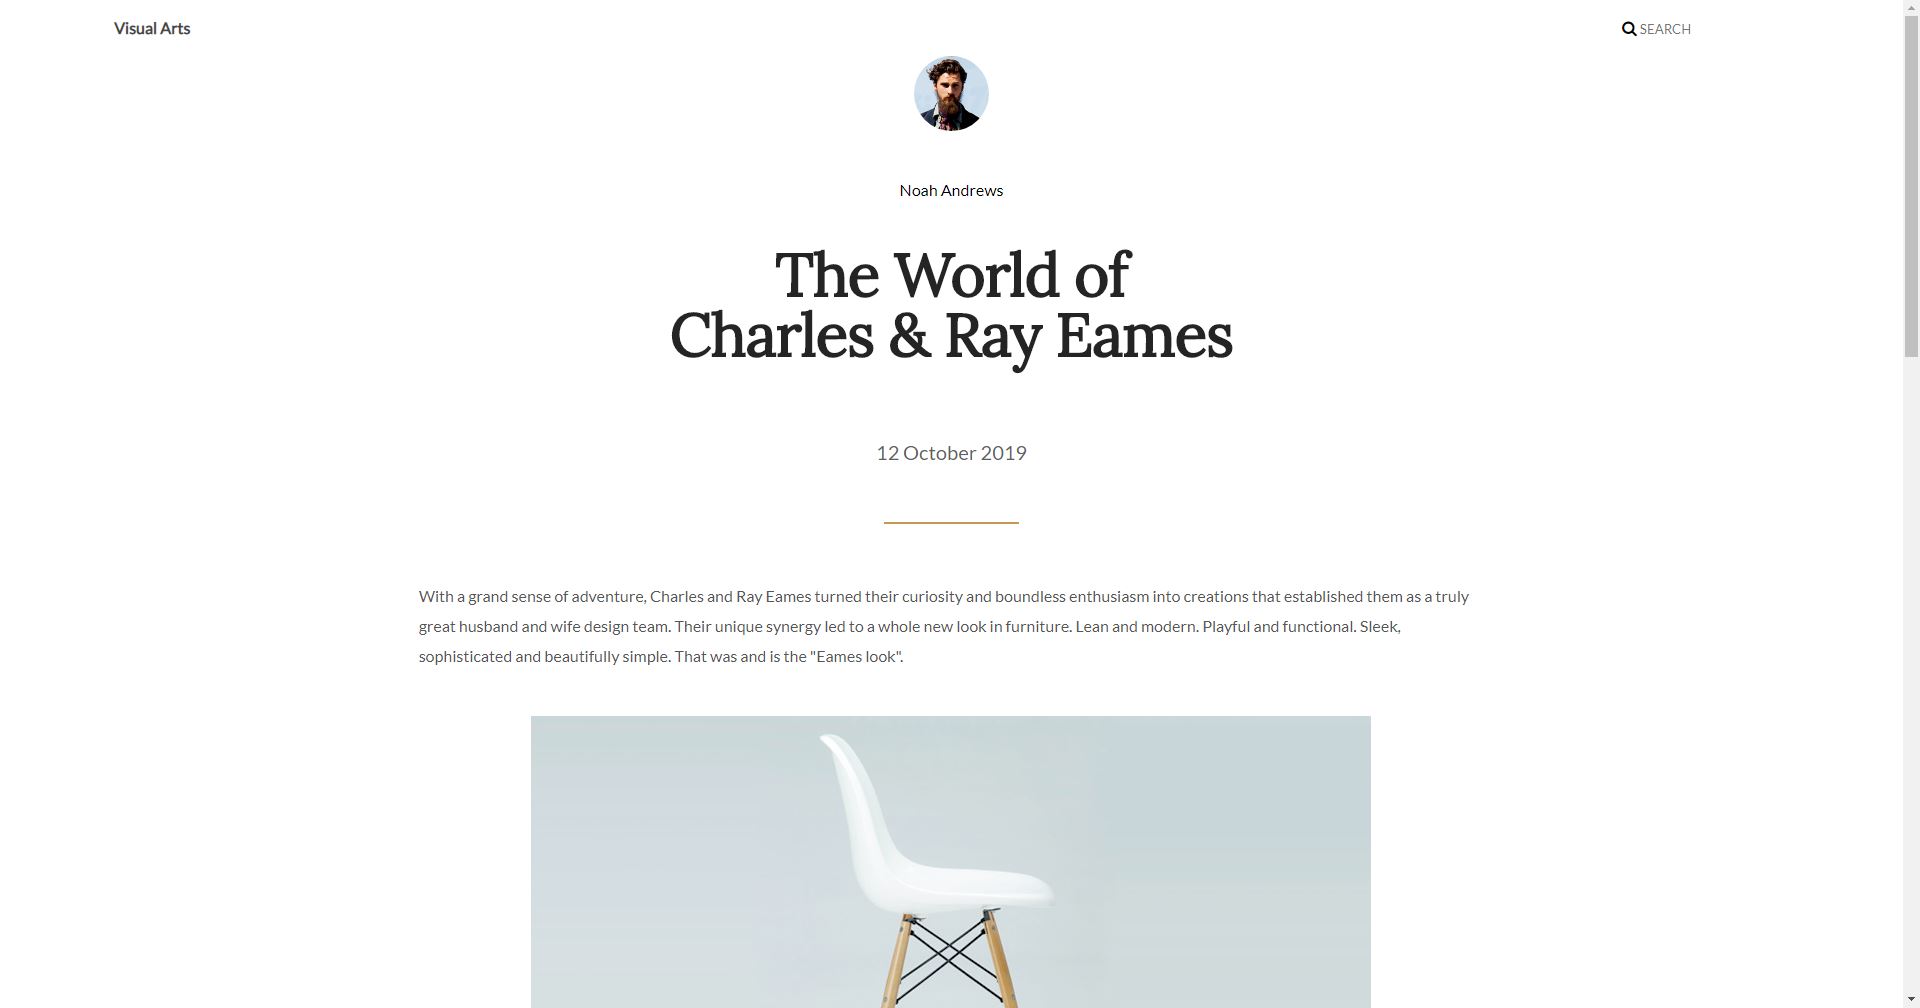 Visual Arts
SEARCH
Noah Andrews
The World of
Charles & Ray Eames
12 October 2019
With a grand sense of adventure, Charles and Ray Eames turned their curiosity and boundless enthusiasm into creations that established them as a truly
great husband and wife design team. Their unique synergy led to a whole new look in furniture. Lean and modern. Playful and functional. Sleek,
sophisticated and beautifully simple. That was and is the "Eames look".